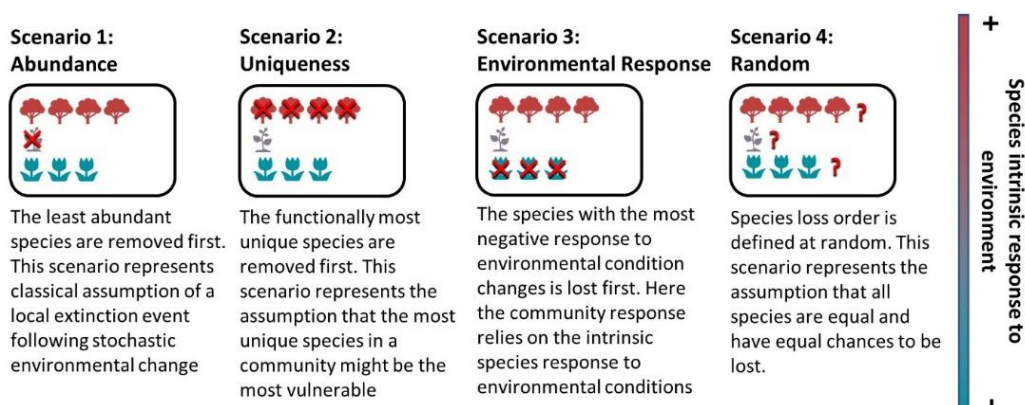 Scenario 1:
Abundance
The least abundant
species are removed first.
This scenario represents
classical assumption of a
local extinction event
following stochastic
environmental change
Scenario 2:
Uniqueness
The functionally most
unique species are
removed first. This
scenario represents the
assumption that the most
unique species in a
community might be the
most vulnerable
Scenario 3:
Environmental Response
The species with the most
negative response to
environmental condition
changes is lost first. Here
the community response
relies on the intrinsic
species response to
environmental conditions
Scenario 4:
Random
? 
?
?
Species loss order is
defined at random. This
scenario represents the
assumption that all
species are equal and
have equal chances to be
lost.
+
Species intrinsic response to
environment